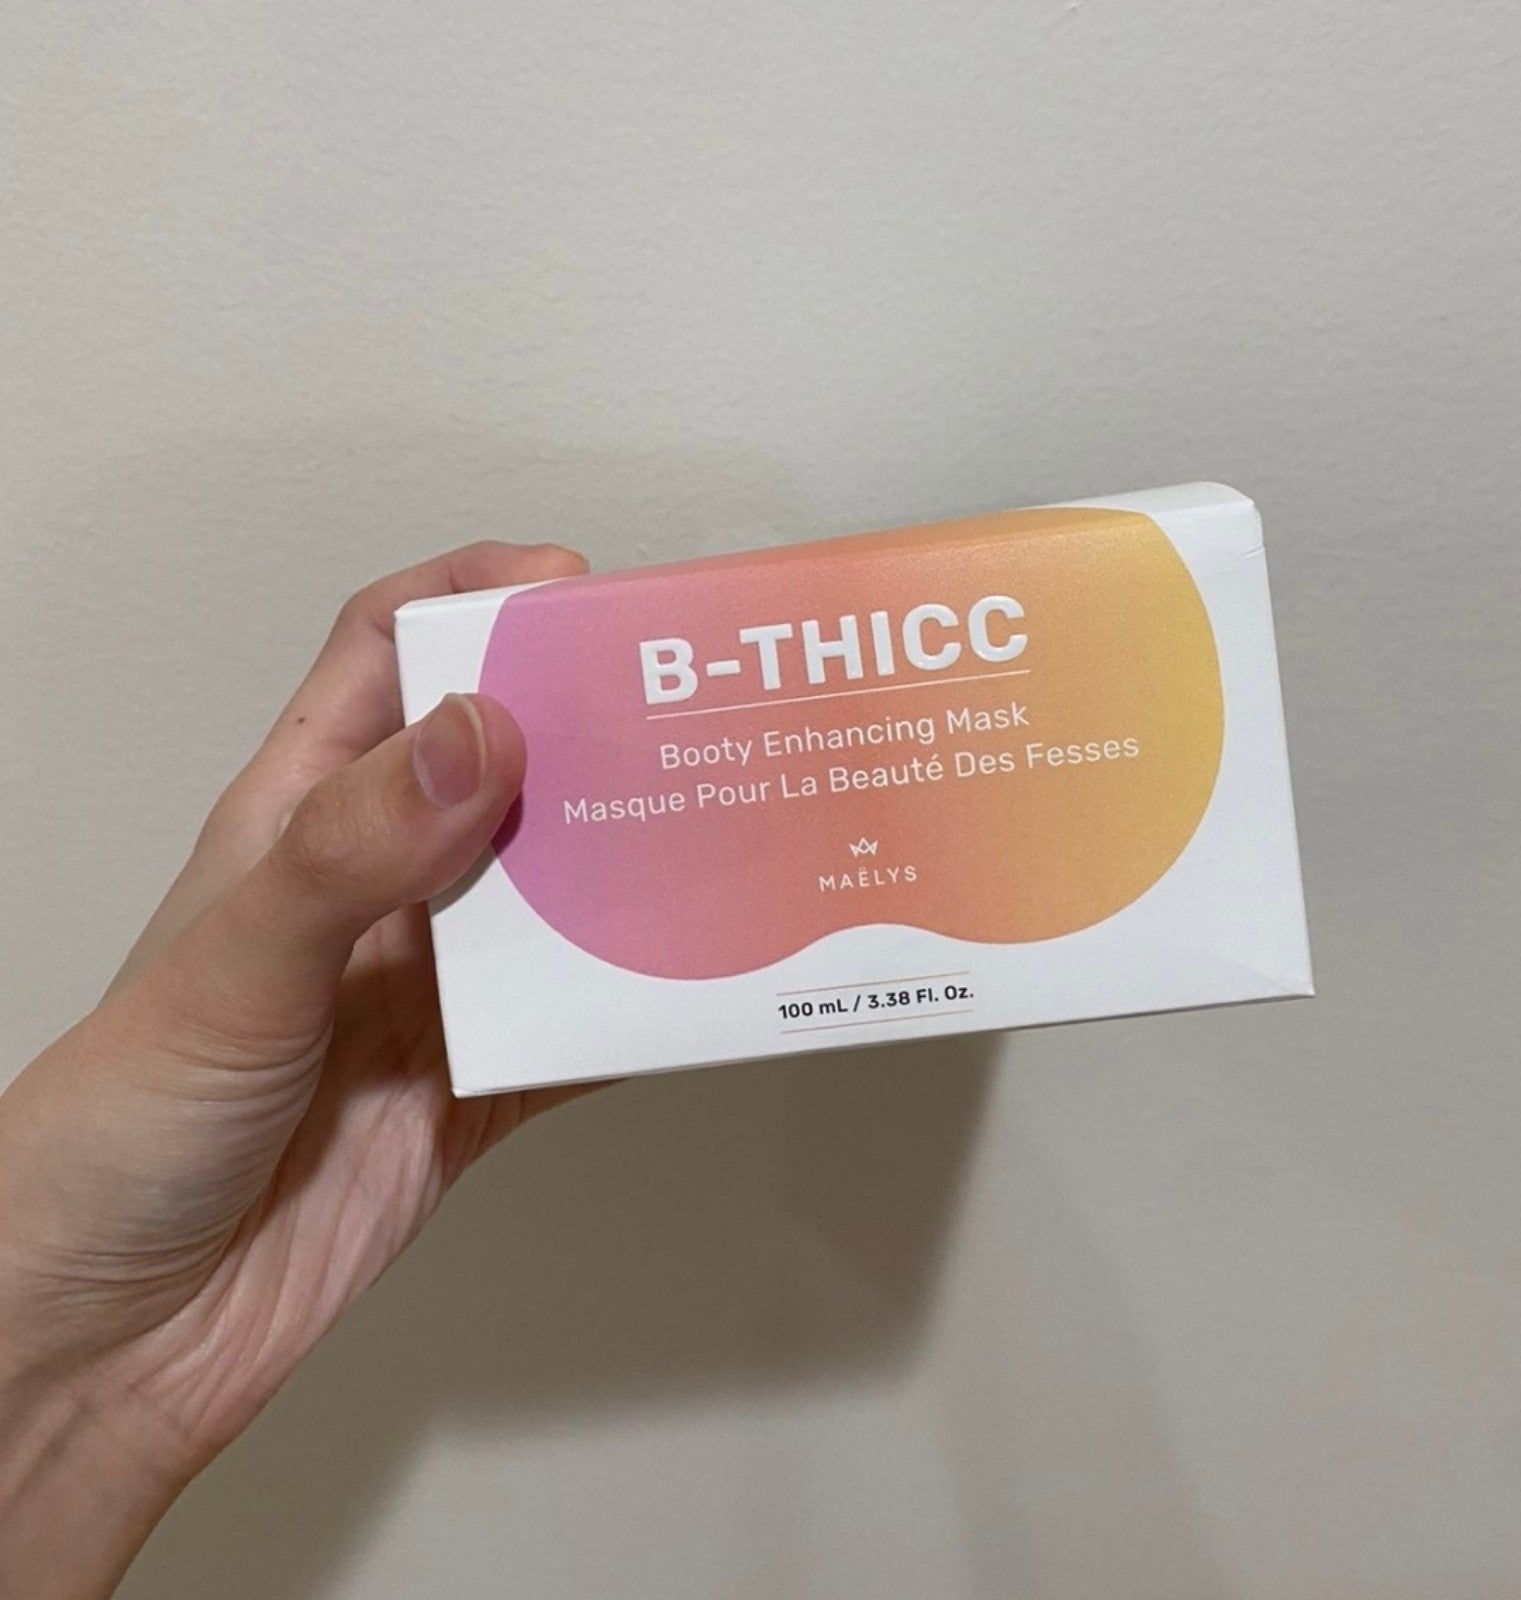 B-THICC
Booty Enhancing Mask
Masque Pour La Beauté Des Fesses
MAËLYS
100 mL / 3.38 Fl. Oz.